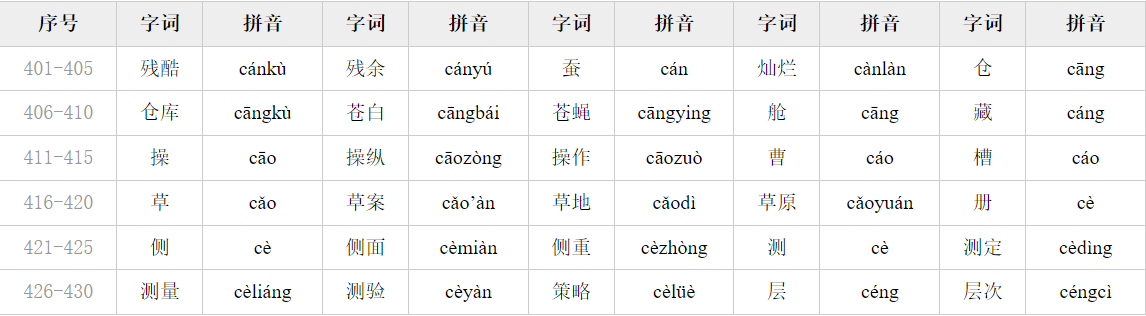 序号 字词 拼音 字词 拼音 字词 拼音 字词 拼音 字词 拼音
401-405 残酷 cánkù 残余 cányú 蚕 cán 灿烂 cànlàn 仓 cāng
406-410 仓库 cāngkù 苍白 cāngbái 苍蝇 cāngying 舱 cāng 藏 cáng
411-415 操 cāo 操纵 cāozòng 操作 cāozuò 曹 cáo 槽 cáo
416-420 草 cǎo 草案 cǎo’àn 草地 cǎodì 草原 cǎoyuán 册 cè
421-425 侧 cè 侧面 cèmiàn 侧重 cèzhòng 测 cè 测定 cèdìng
426-430 测量 cèliáng 测验 cèyàn 策略 cèlüè 层 céng 层次 céngcì